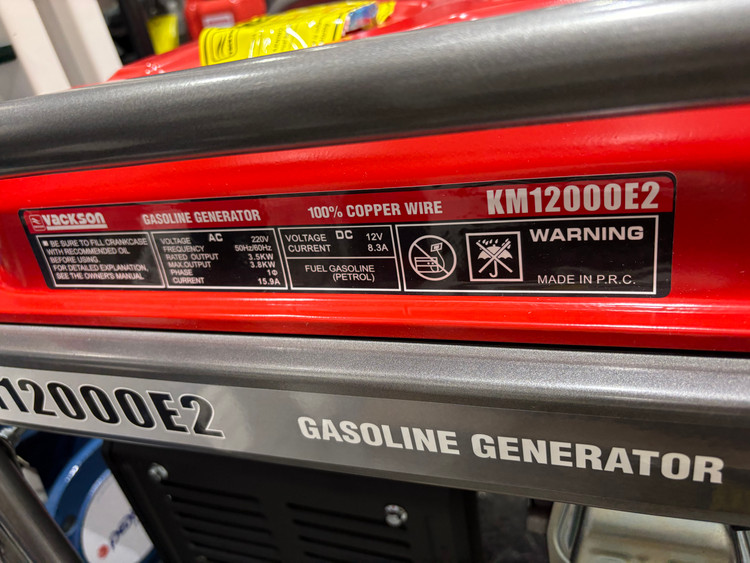 YACKSON
GASOLINE GENERATOR
100% COPPER WIRE
KM12000E2
BE SURE TO FILL CRANKCASE
WITH RECOMMENDED OIL
BEFORE USING.
FOR DETAILED EXPLANATION,
SEE THE OWNER'S MANUAL
AC
VOLTAGE 220V
FREQUENCY 50Hz/60Hz
RATED OUTPUT 3.5KW
MAX.OUTPUT 3.8KW
PHASE 1Φ
CURRENT 15.9A
DC
VOLTAGE 12V
CURRENT 8.3A
FUEL GASOLINE
(PETROL)
WARNING
MADE IN P.R.C.
12000E2
GASOLINE GENERATOR